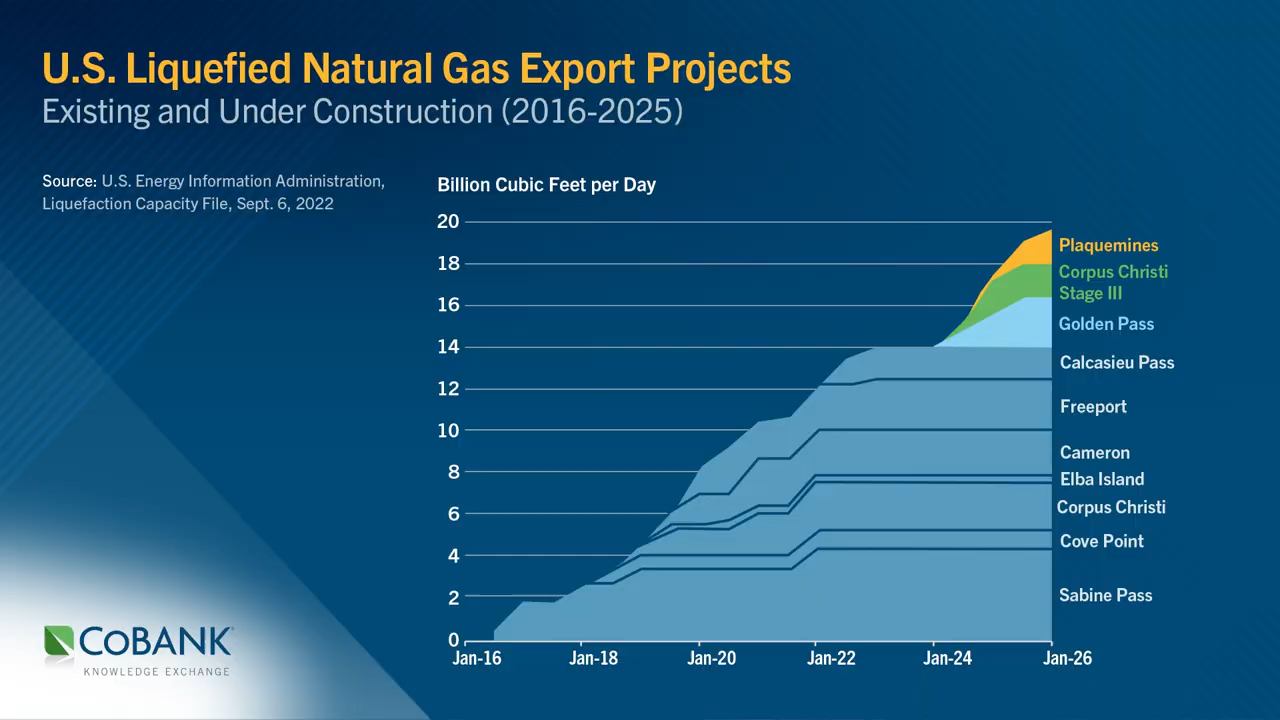 U.S. Liquefied Natural Gas Export Projects
Existing and Under Construction (2016-2025)
Source: U.S. Energy Information Administration,
Liquefaction Capacity File, Sept. 6, 2022
Billion Cubic Feet per Day
20
18
16
14
12
10
8
6
4
2
0
Jan-16
Jan-18
Jan-20
Jan-22
Jan-24
Jan-26
Plaquemines
Corpus Christi
Stage III
Golden Pass
Calcasieu Pass
Freeport
Cameron
Elba Island
Corpus Christi
Cove Point
Sabine Pass
COBANK
KNOWLEDGE EXCHANGE